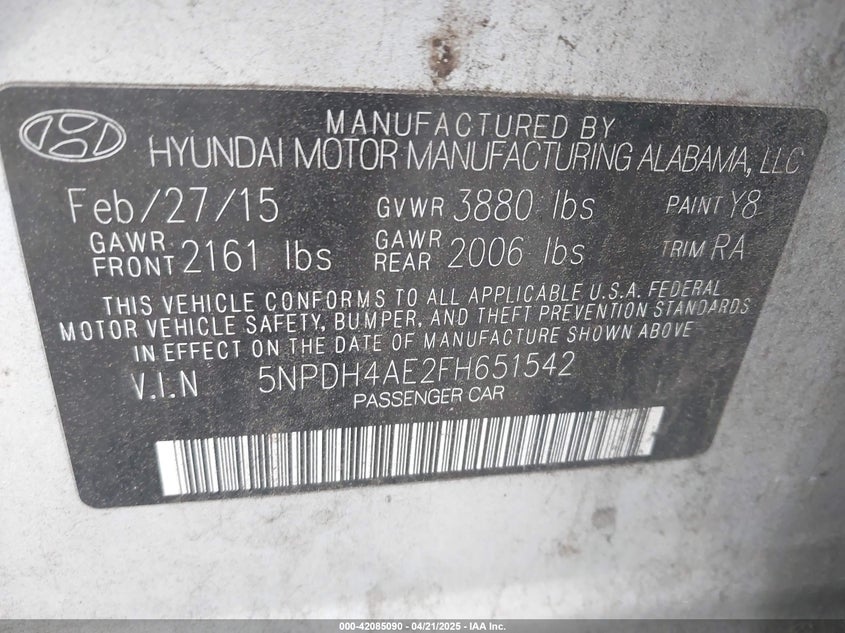 MANUFACTURED BY
HYUNDAI MOTOR MANUFACTURING ALABAMA, LLC
Feb/27/15 GVWR 3880 lbs PAINT Y8
GAWR FRONT 2161 lbs GAWR REAR 2006 lbs TRIM RA
THIS VEHICLE CONFORMS TO ALL APPLICABLE U.S.A. FEDERAL
MOTOR VEHICLE SAFETY, BUMPER, AND THEFT PREVENTION STANDARDS
IN EFFECT ON THE DATE OF MANUFACTURE SHOWN ABOVE
V.I.N 5NPDH4AE2FH651542
PASSENGER CAR
000-42085090 - 04/21/2025 - IAA Inc.